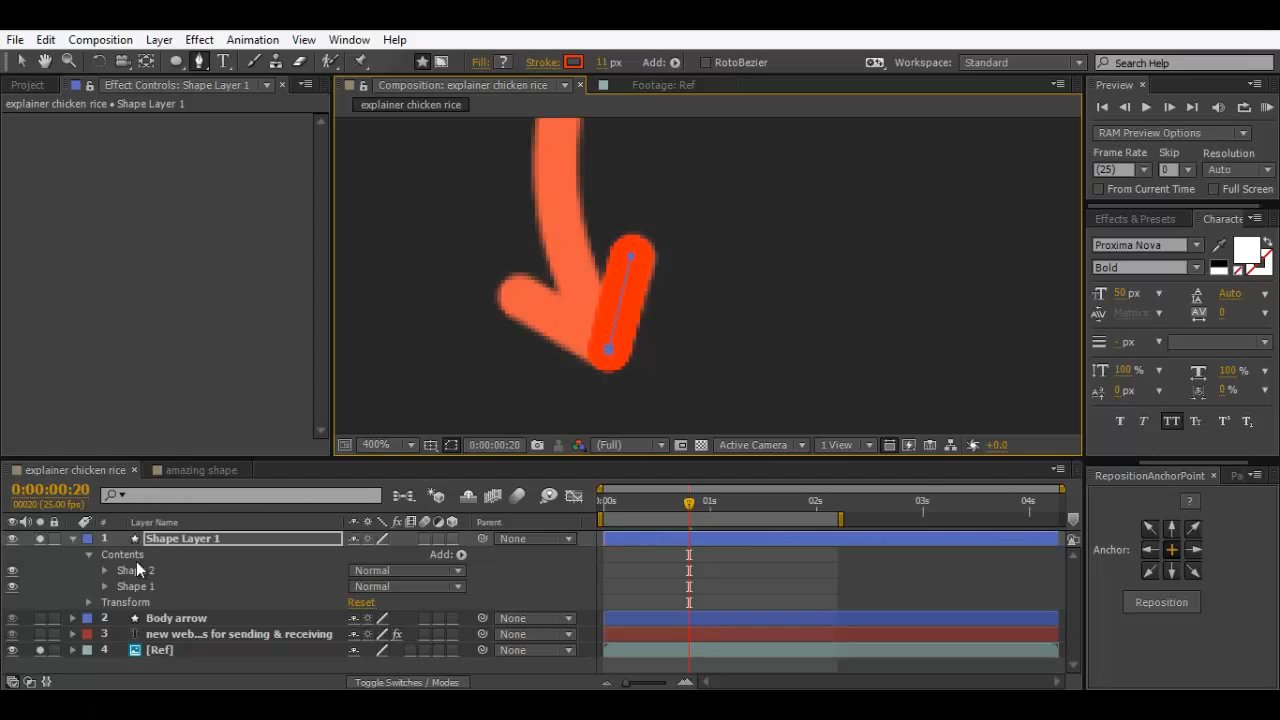 File Edit Composition Layer Effect Animation View Window Help
Fill: ? Stroke: 11 px Add: RotoBezier Workspace: Standard Search Help
Project Effect Controls: Shape Layer 1 Composition: explainer chicken rice Footage: Ref Preview
explainer chicken rice • Shape Layer 1 explainer chicken rice
RAM Preview Options
Frame Rate Skip Resolution
(25) 0 Auto
From Current Time Full Screen
Effects & Presets Characte
Proxima Nova
Bold
50 px Auto
Metrics 0
- px
100 % 100 %
0 px 0 %
T T TT Tт T¹ T₁
400% 0:00:00:20 (Full) Active Camera 1 View +0.0
explainer chicken rice amazing shape RepositionAnchorPoint Pa
0:00:00:20
00020 (25.00 fps)
:00s 01s 02s 03s 04s
?
# Layer Name fx Parent
1 Shape Layer 1 None
Contents Add:
Shape 2 Normal
Shape 1 Normal
Transform Reset
Anchor:
Reposition
2 Body arrow None
3 new web...s for sending & receiving fx None
4 [Ref] None
Toggle Switches / Modes